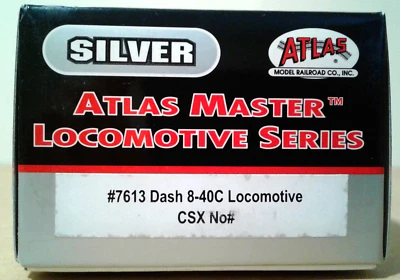 SILVER
ATLAS
MODEL RAILROAD CO., INC.
ATLAS MASTER™
LOCOMOTIVE SERIES
#7613 Dash 8-40C Locomotive
CSX No#